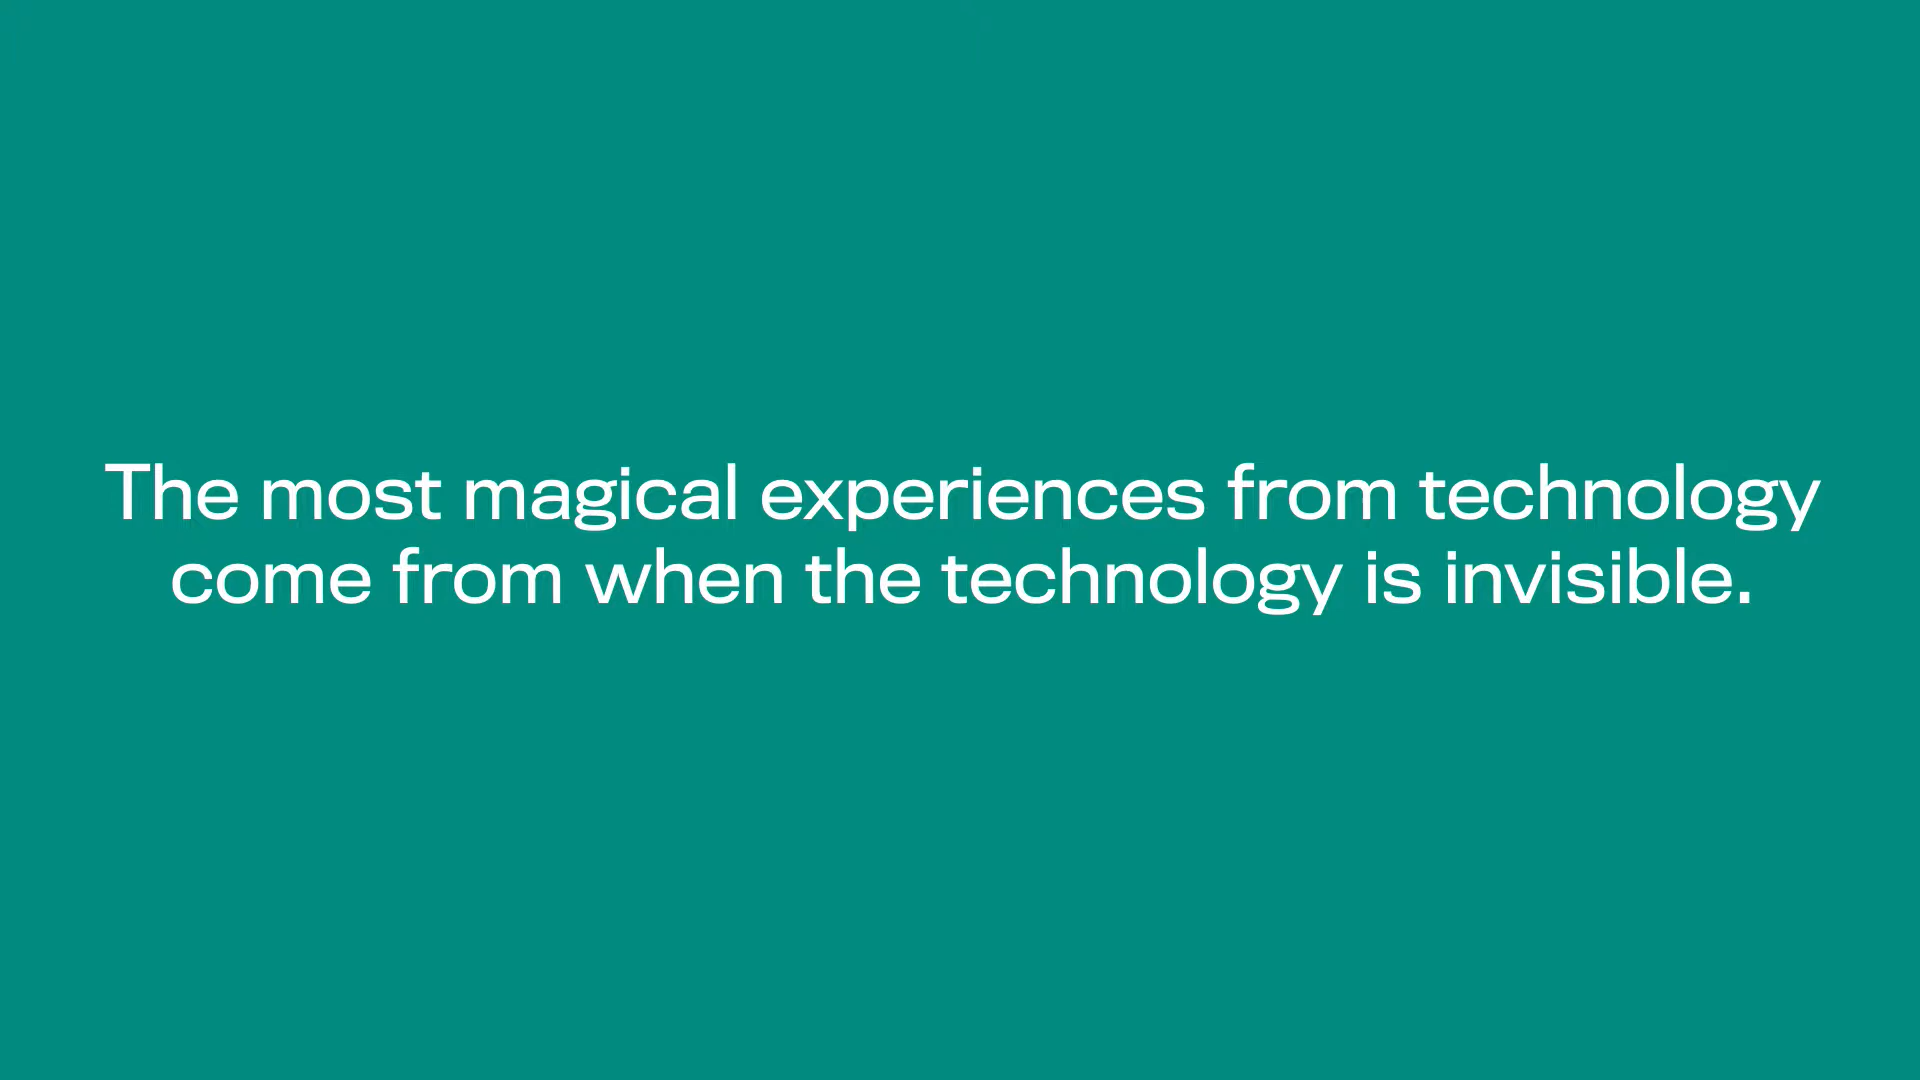 The most magical experiences from technology
come from when the technology is invisible.